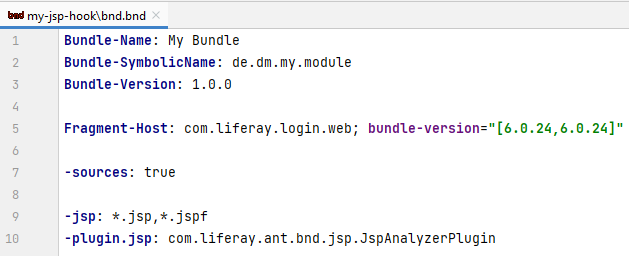 bnd my-jsp-hook\bnd.bnd ×
1 Bundle-Name: My Bundle
2 Bundle-SymbolicName: de.dm.my.module
3 Bundle-Version: 1.0.0
4
5 Fragment-Host: com.liferay.login.web; bundle-version="[6.0.24,6.0.24]"
6
7 -sources: true
8
9 -jsp: *.jsp,*.jspf
10 -plugin.jsp: com.liferay.ant.bnd.jsp.JspAnalyzerPlugin